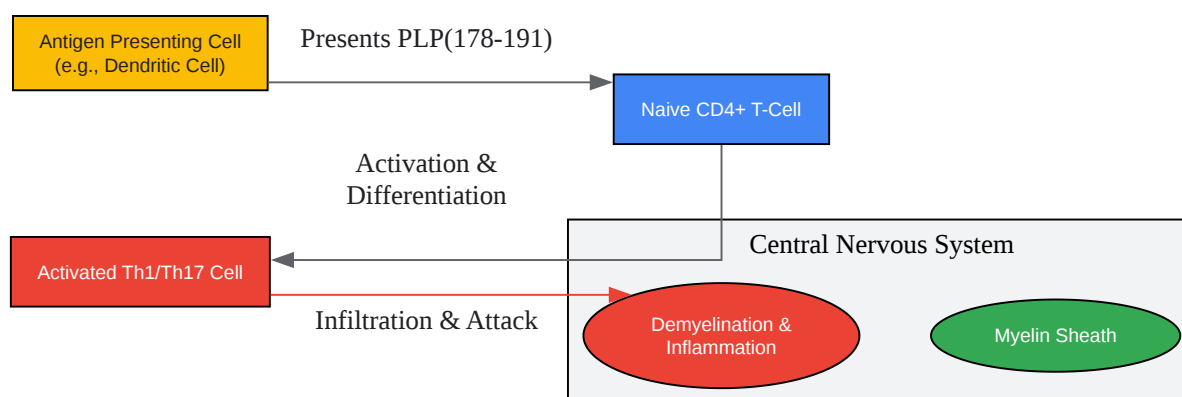 Antigen Presenting Cell
(e.g., Dendritic Cell)
Presents PLP(178-191)
Naive CD4+ T-Cell
Activation &
Differentiation
Central Nervous System
Activated Th1/Th17 Cell
Infiltration & Attack
Demyelination &
Inflammation
Myelin Sheath